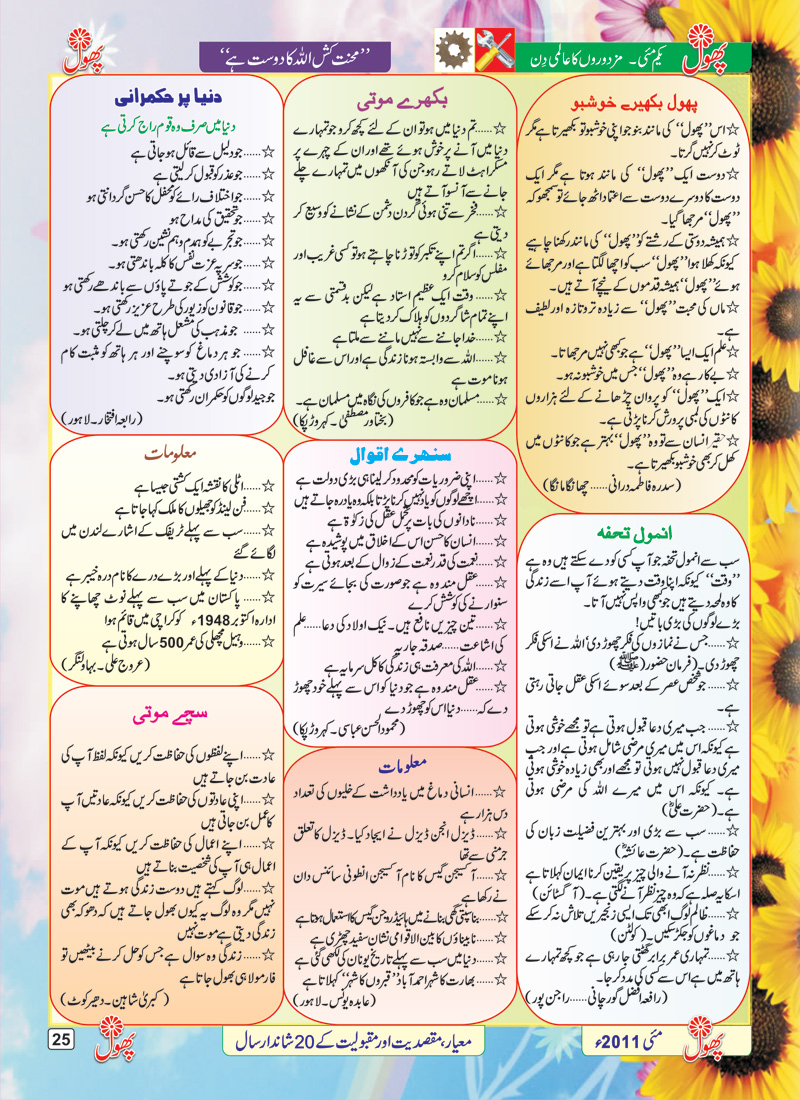 پھول
یکم مئی۔ مزدوروں کا عالمی دِن
’’محنت کش اللہ کا دوست ہے‘‘
پھول
پھول بکھیرے خوشبو
☆اس ’’پھول‘‘ کی مانند بنو جو اپنی خوشبو تو بکھیرتا ہے مگر
ٹوٹ کر نہیں گرتا۔
☆دوست ایک ’’پھول‘‘ کی مانند ہوتا ہے مگر ایک
دوست کا دوسرے دوست سے اعتماد اٹھ جائے تو سمجھو کہ
’’پھول‘‘ مرجھا گیا۔
☆ہمیشہ دوستی کے رشتے کو ’’پھول‘‘ کی مانند رکھنا چاہیے
کیونکہ کھلا ہوا ’’پھول‘‘ سب کو اچھا لگتا ہے اور مرجھائے
ہوئے ’’پھول‘‘ ہمیشہ قدموں کے نیچے آتے ہیں۔
☆ماں کی محبت ’’پھول‘‘ سے زیادہ تروتازہ اور لطیف
ہے۔
☆علم ایک ایسا ’’پھول‘‘ ہے جو کبھی نہیں مرجھاتا۔
☆بے کار ہے وہ ’’پھول‘‘ جس میں خوشبو نہ ہو۔
☆ایک ’’پھول‘‘ کو پروان چڑھانے کے لئے ہزاروں
کانٹوں کی لمبی پرورش کرنا پڑتی ہے۔
☆حقیر انسان سے تو وہ ’’پھول‘‘ بہتر ہے جو کانٹوں میں
کھل کر بھی خوشبو بکھیرتا ہے۔
(سدرہ فاطمہ درانی......چھانگا مانگا)
انمول تحفہ
سب سے انمول تحفہ جو آپ کسی کو دے سکتے ہیں وہ ہے
’’وقت‘‘ کیونکہ اپنا وقت دیتے ہوئے آپ اسے زندگی
کا وہ لمحہ دیتے ہیں جو کبھی واپس نہیں آتا۔
بڑے لوگوں کی بڑی باتیں!
☆......جس نے نمازوں کی فکر چھوڑ دی اللہ نے اسکی فکر
چھوڑ دی۔ (فرمان حضور ﷺ)
☆......جو شخص عصر کے بعد سوئے اسکی عقل جاتی رہتی
ہے۔
☆......جب میری دعا قبول ہوتی ہے تو مجھے خوشی ہوتی
ہے کیونکہ اس میں میری مرضی شامل ہوتی ہے اور جب
میری دعا قبول نہیں ہوتی تو مجھے اور بھی زیادہ خوشی ہوتی
ہے۔ کیونکہ اس میں میرے اللہ کی مرضی ہوتی
ہے۔ (حضرت علیؓ)
☆......سب سے بڑی اور بہترین فضیلت زبان کی
حفاظت ہے۔ (حضرت عائشہؓ)
☆......نظر نہ آنے والی چیز پر یقین کرنا ایمان کہلاتا ہے
اسکا یہ صلہ ہے کہ وہ چیز نظر آنے لگتی ہے۔ (آگسٹائن)
☆......ظالم لوگ ابھی تک ایسی زنجیریں تلاش نہ کر سکے
جو دماغوں کو جکڑ سکیں۔ (کولٹن)
☆......تمہاری عمر برابر گھٹتی جا رہی ہے جو کچھ تمہارے
ہاتھ میں ہے اس سے کسی کی مدد کر جا۔
(رافعہ افضل گورچانی......راجن پور)
بکھرے موتی
☆......تم دنیا میں ہو تو ان کے لئے کچھ کرو جو تمہارے
دنیا میں آنے پر خوش ہوئے تھے اور ان کے چہرے پر
مسکراہٹ لاتے رہو جن کی آنکھوں میں تمہارے چلے
جانے سے آنسو آتے ہیں
☆......فخر سے تنی ہوئی گردن دشمن کے نشانے کو وسیع کر
دیتی ہے
☆......اگر تم اپنے تکبر کو توڑنا چاہتے ہو تو کسی غریب اور
مفلس کو سلام کرو
☆......وقت ایک عظیم استاد ہے لیکن بدقسمتی سے یہ
اپنے تمام شاگردوں کو ہلاک کر دیتا ہے
☆......خدا جاننے سے نہیں ماننے سے ملتا ہے
☆......اللہ سے وابستہ ہونا زندگی ہے اور اس سے غافل
ہونا موت ہے
☆......مسلمان وہ ہے جو کافروں کی نگاہ میں مسلمان ہے۔
(بختاور مصطفیٰ۔ کہروڑ پکا)
سنہرے اقوال
☆......اپنی ضروریات کو محدود کر لینا ہی بڑی دولت ہے
☆......اچھے لوگوں کو یاد نہیں کرنا پڑتا بلکہ وہ یاد رہ جاتے ہیں
☆......نادانوں کی بات پر تحمل عقل کی زکوٰۃ ہے
☆......انسان کا حسن اس کے اخلاق میں پوشیدہ ہے
☆......نعمت کی قدر نعمت کے زوال کے بعد ہوتی ہے
☆......عقل مند وہ ہے جو صورت کی بجائے سیرت کو
سنوارنے کی کوشش کرے
☆......تین چیزیں نافع ہیں۔ نیک اولاد کی دعا......علم
کی اشاعت......صدقہ جاریہ
☆......اللہ کی معرفت ہی زندگی کا کل سرمایہ ہے
☆......عقل مند وہ ہے جو دنیا کو اس سے پہلے خود چھوڑ
دے کہ......دنیا اس کو چھوڑ دے
(محمود الحسن عباسی۔ کہروڑ پکا)
معلومات
☆......انسانی دماغ میں یادداشت کے خلیوں کی تعداد
دس ہزار ہے
☆......ڈیزل انجن ڈیزل نے ایجاد کیا۔ ڈیزل کا تعلق
جرمنی سے تھا
☆......آکسیجن گیس کا نام آکسیجن انطونی سائنس دان
نے رکھا ہے
☆......بناسپتی گھی بنانے میں ہائیڈروجن گیس کا استعمال ہوتا ہے
☆......نابیناؤں کا بین الاقوامی نشان سفید چھڑی ہے
☆......دنیا میں سب سے پہلے تاریخ یونان کی لکھی گئی ہے
☆......بھارت کا شہر احمد آباد ’’قبروں کا شہر‘‘ کہلاتا ہے
(عابدہ یونس۔ لاہور)
دنیا پر حکمرانی
دنیا میں صرف وہ قوم راج کرتی ہے
☆......جو دلیل سے قائل ہو جاتی ہے
☆......جو عذر کو قبول کر لیتی ہے
☆......جو اختلاف رائے کو محفل کا حسن گردانتی ہو
☆......جو تحقیق کی مداح ہو
☆......جو تجربے کو ہمدم و ہم نشین رکھتی ہو۔
☆......جو سر پہ عزت نفس کا کلہ باندھتی ہو۔
☆......جو کوشش کے جوتے پاؤں سے باندھے رکھتی ہو
☆......جو قانون کو زیور کی طرح عزیز رکھتی ہو۔
☆......جو مذہب کی مشعل ہاتھ میں لے کر چلتی ہو۔
☆......جو ہر دماغ کو سوچنے اور ہر ہاتھ کو مثبت کام
کرنے کی آزادی دیتی ہو۔
جو جید لوگوں کو حکمران رکھتی ہو۔
(رابعہ افتخار۔ لاہور)
معلومات
☆......اٹلی کا نقشہ ایک کشتی جیسا ہے
☆......فن لینڈ کو جھیلوں کا ملک کہا جاتا ہے
☆......سب سے پہلے ٹریفک کے اشارے لندن میں
لگائے گئے
☆......دنیا کے پہلے اور بڑے درے کا نام درہ خیبر ہے
☆......پاکستان میں سب سے پہلے نوٹ چھاپنے کا
ادارہ اکتوبر 1948ء کو کراچی میں قائم ہوا
☆......وہیل مچھلی کی عمر 500 سال ہوتی ہے
(عروج علی۔ بہاولنگر)
سچے موتی
☆......اپنے لفظوں کی حفاظت کریں کیونکہ لفظ آپ کی
عادت بن جاتے ہیں
☆......اپنی عادتوں کی حفاظت کریں کیونکہ عادتیں آپ
کا عمل بن جاتی ہیں
☆......اپنے اعمال کی حفاظت کریں کیونکہ آپ کے
اعمال ہی آپ کی شخصیت بناتے ہیں
☆......لوگ کہتے ہیں دوست زندگی ہوتے ہیں موت
نہیں مگر وہ لوگ یہ کیوں بھول جاتے ہیں کہ دھوکہ بھی
زندگی دیتی ہے موت نہیں
☆......زندگی وہ سوال ہے جس کو حل کرنے بیٹھیں تو
فارمولا ہی بھول جاتا ہے
(کبریٰ شاہین۔ دھیرکوٹ)
پھول
مئی 2011ء
معیار، مقصدیت اور مقبولیت کے 20 شاندار سال
پھول
25